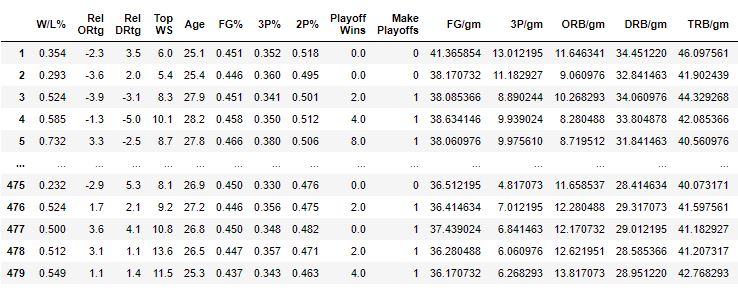 W/L% Rel ORtg Rel DRtg Top WS Age FG% 3P% 2P% Playoff Wins Make Playoffs FG/gm 3P/gm ORB/gm DRB/gm TRB/gm
1 0.354 -2.3 3.5 6.0 25.1 0.451 0.352 0.518 0.0 0 41.365854 13.012195 11.646341 34.451220 46.097561
2 0.293 -3.6 2.0 5.4 25.4 0.446 0.360 0.495 0.0 0 38.170732 11.182927 9.060976 32.841463 41.902439
3 0.524 -3.9 -3.1 8.3 27.9 0.451 0.341 0.501 2.0 1 38.085366 8.890244 10.268293 34.060976 44.329268
4 0.585 -1.3 -5.0 10.1 28.2 0.458 0.350 0.512 4.0 1 38.634146 9.939024 8.280488 33.804878 42.085366
5 0.732 3.3 -2.5 8.7 27.8 0.466 0.380 0.506 8.0 1 38.060976 9.975610 8.719512 31.841463 40.560976
... ... ... ... ... ... ... ... ... ... ... ... ... ... ... ...
475 0.232 -2.9 5.3 8.1 26.9 0.450 0.330 0.476 0.0 0 36.512195 4.817073 11.658537 28.414634 40.073171
476 0.524 1.7 2.1 9.2 27.2 0.446 0.356 0.475 2.0 1 36.414634 7.012195 12.280488 29.317073 41.597561
477 0.500 3.6 4.1 10.8 26.8 0.450 0.348 0.482 0.0 1 37.439024 6.841463 12.170732 29.012195 41.182927
478 0.512 3.1 1.1 13.6 26.5 0.447 0.357 0.471 2.0 1 36.280488 6.060976 12.621951 28.585366 41.207317
479 0.549 1.1 1.4 11.5 25.3 0.437 0.343 0.463 4.0 1 36.170732 6.268293 13.817073 28.951220 42.768293